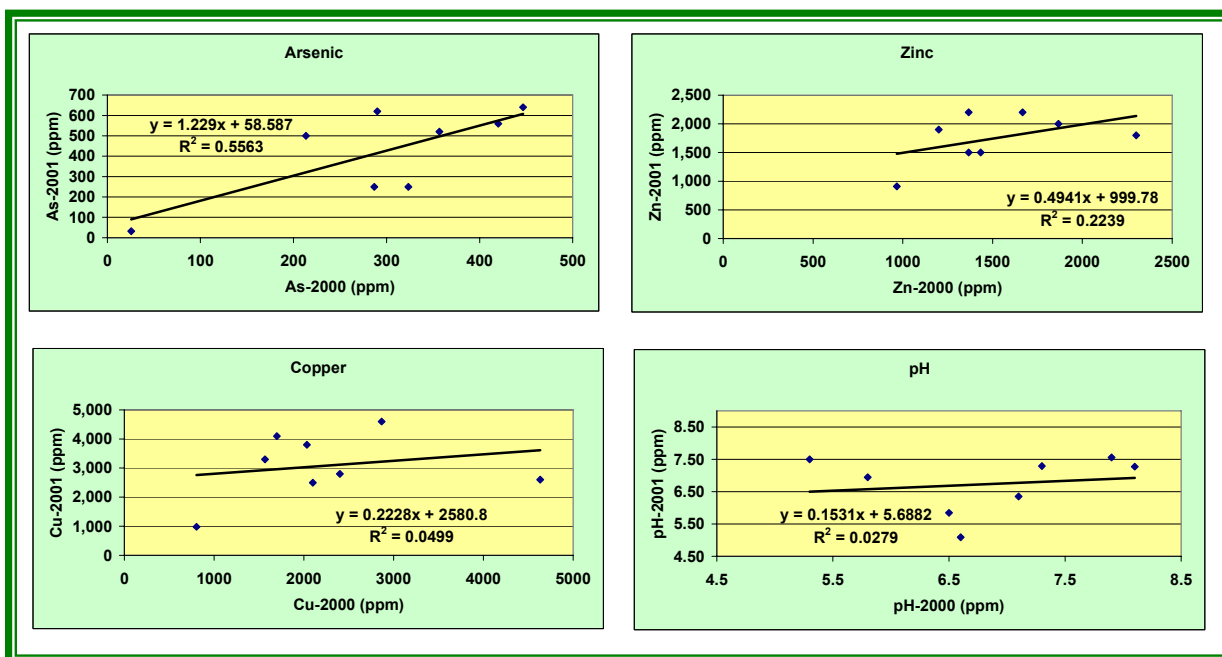 Arsenic
700
600
500
400
300
200
100
0
As-2001 (ppm)
y = 1.229x + 58.587
R² = 0.5563
0 100 200 300 400 500
As-2000 (ppm)
Zinc
2,500
2,000
1,500
1,000
500
0
Zn-2001 (ppm)
y = 0.4941x + 999.78
R² = 0.2239
0 500 1000 1500 2000 2500
Zn-2000 (ppm)
Copper
5,000
4,000
3,000
2,000
1,000
0
Cu-2001 (ppm)
y = 0.2228x + 2580.8
R² = 0.0499
0 1000 2000 3000 4000 5000
Cu-2000 (ppm)
pH
8.50
7.50
6.50
5.50
4.50
pH-2001 (ppm)
y = 0.1531x + 5.6882
R² = 0.0279
4.5 5.5 6.5 7.5 8.5
pH-2000 (ppm)